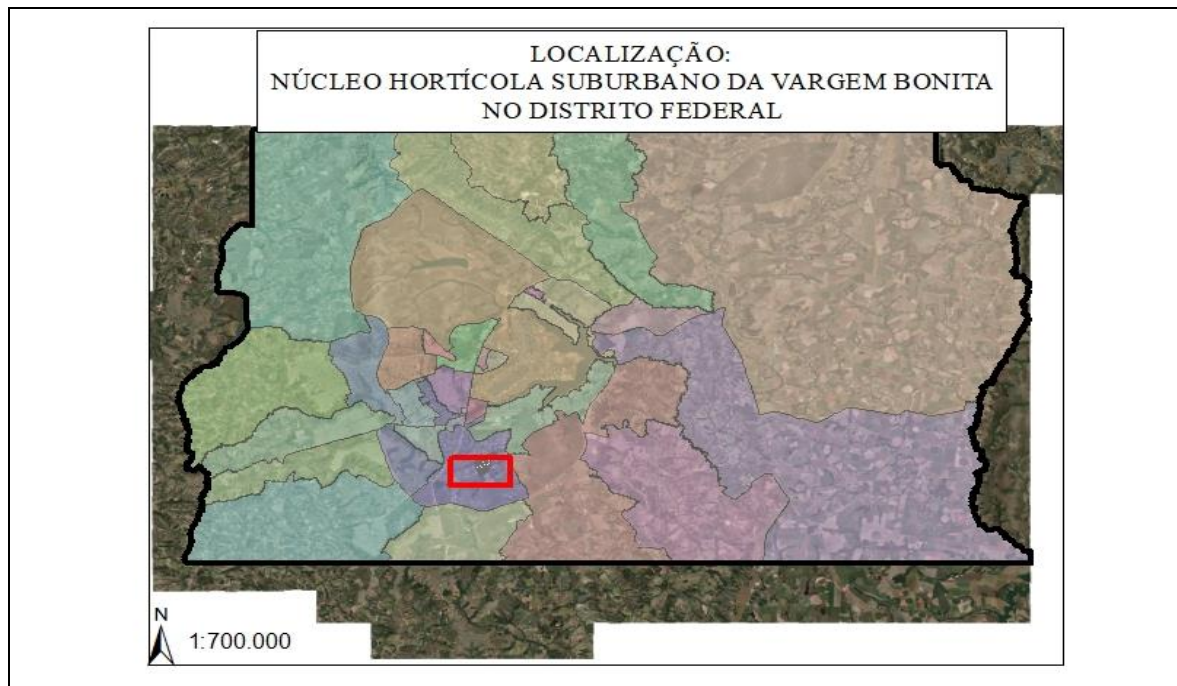 LOCALIZAÇÃO:
NÚCLEO HORTÍCOLA SUBURBANO DA VARGEM BONITA
NO DISTRITO FEDERAL
N
1:700.000